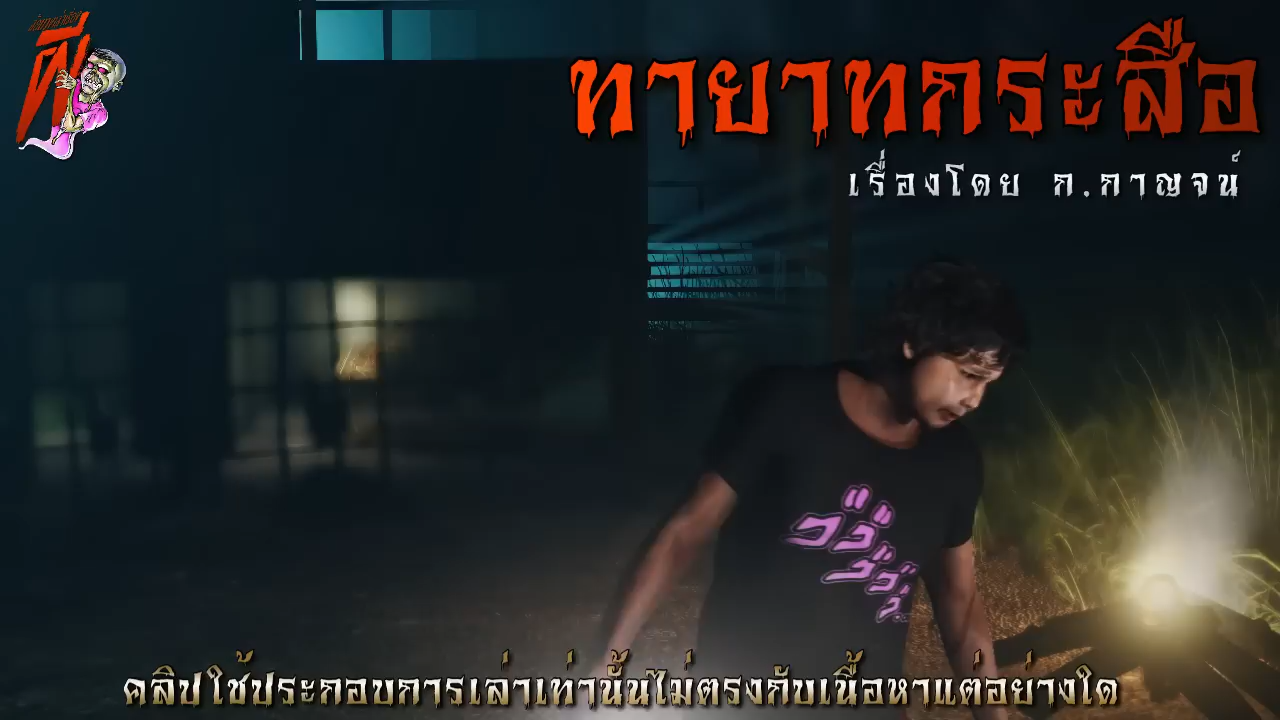 ผี
ทายาทกระสือ
เรื่องโดย ก.กาญจน์
คลิปใช้ประกอบการเล่าเท่านั้นไม่ตรงกับเนื้อหาแต่อย่างใด